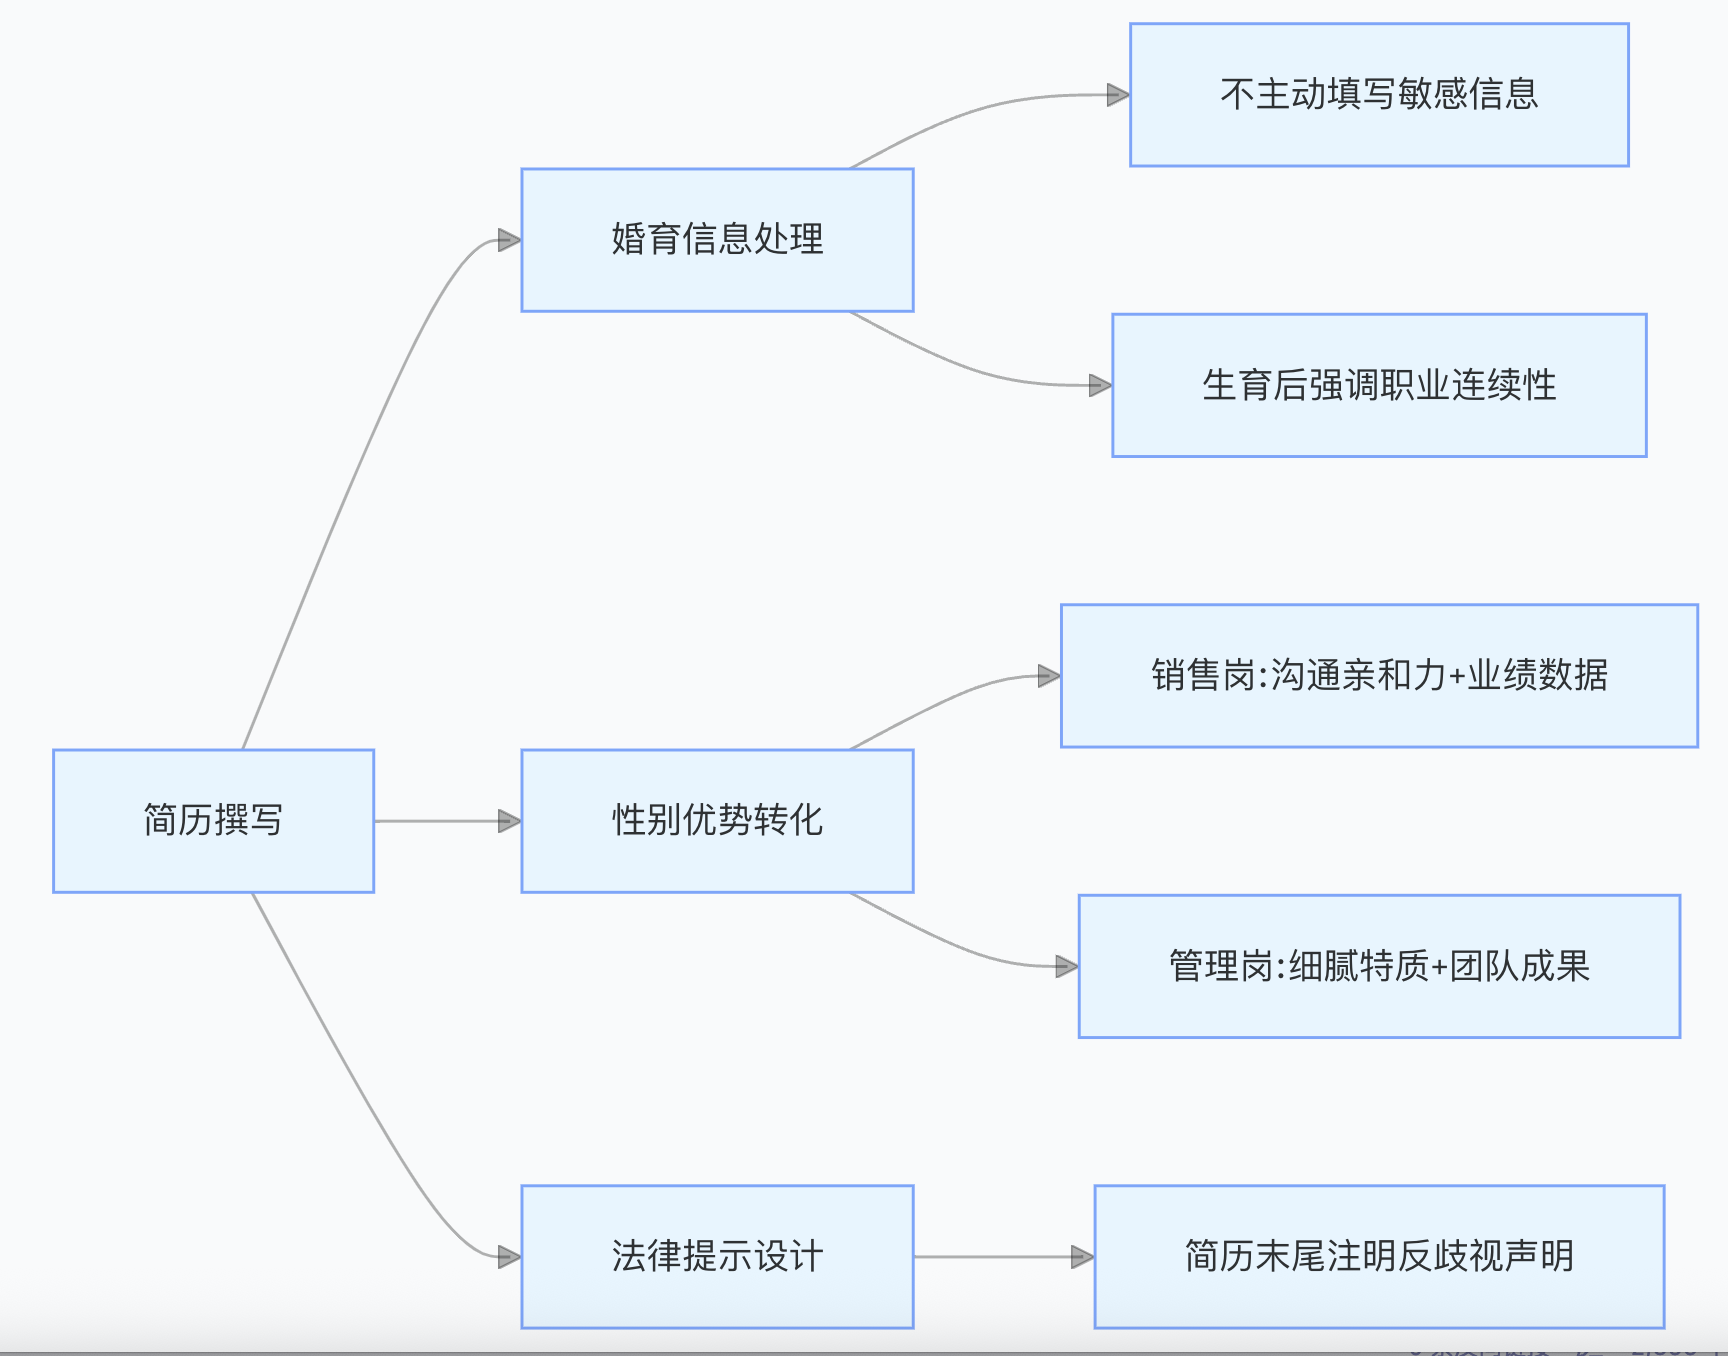 不主动填写敏感信息
婚育信息处理
生育后强调职业连续性
销售岗:沟通亲和力+业绩数据
简历撰写
性别优势转化
管理岗:细腻特质+团队成果
法律提示设计
简历末尾注明反歧视声明